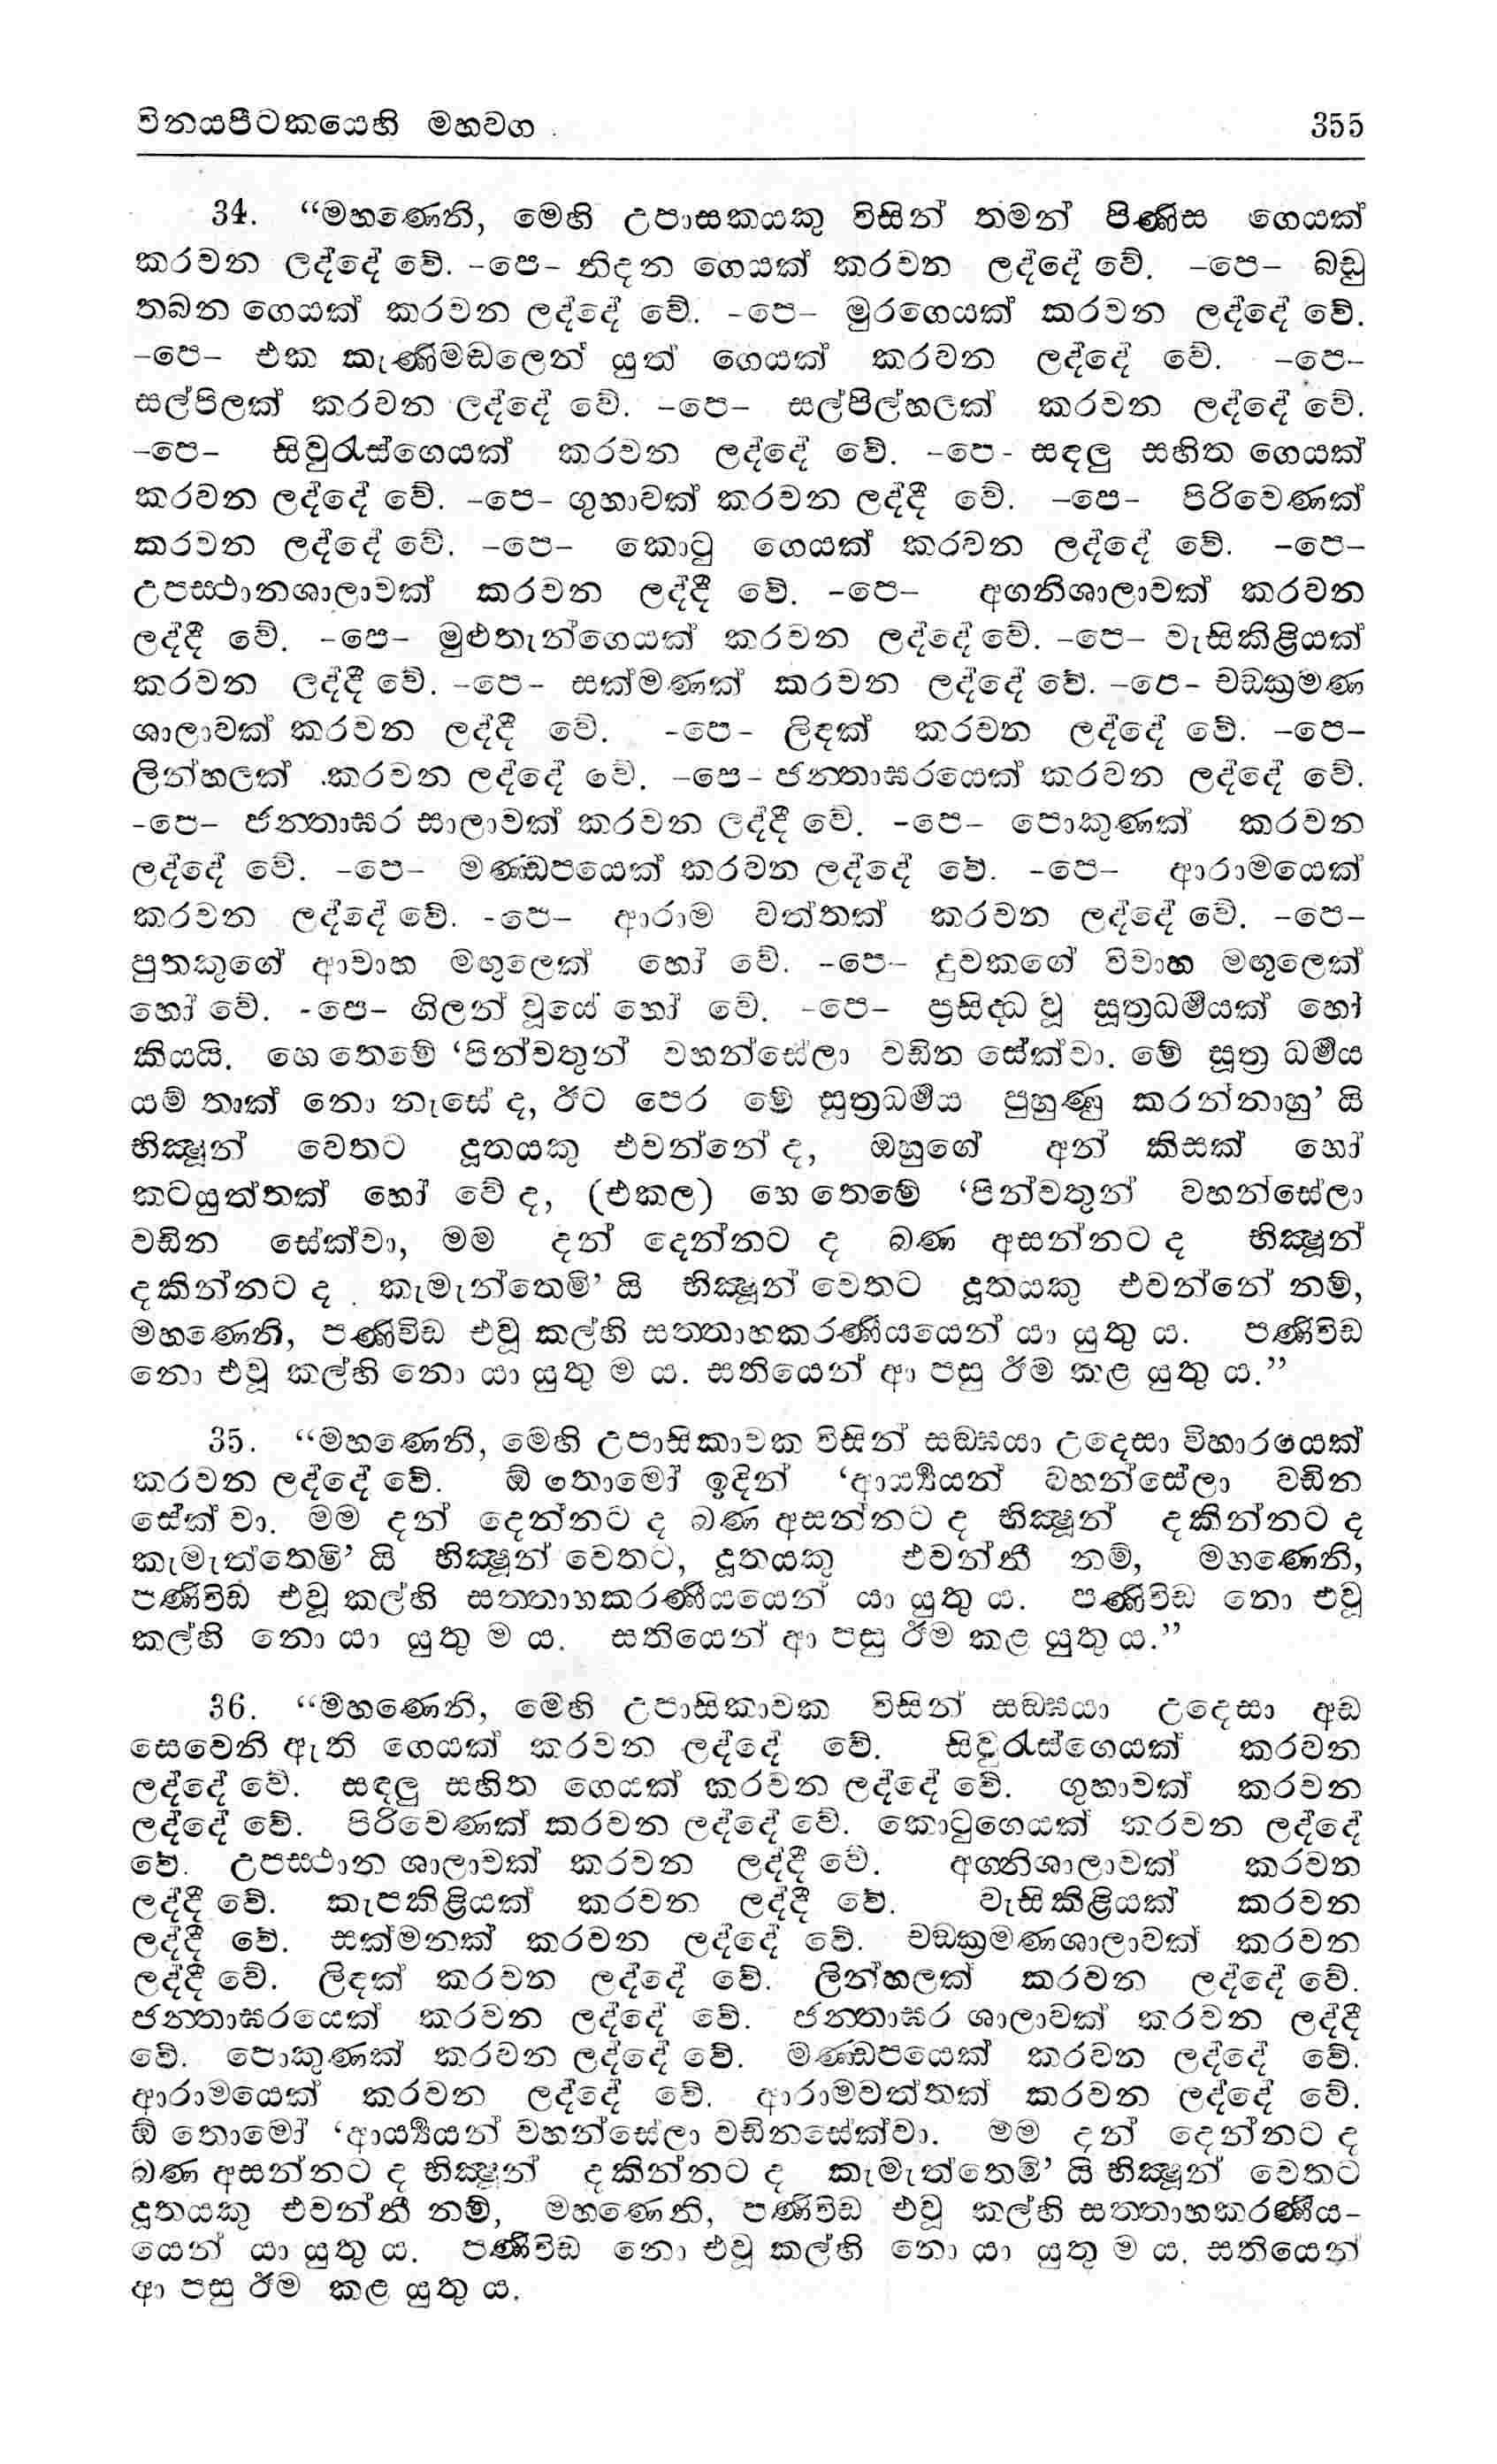 විනයපිටකයෙහි මහවග 355
34. “මහණෙනි, මෙහි උපාසකයකු විසින් තමන් පිණිස ගෙයක්
කරවන ලද්දේ වේ. -පෙ- නිදන ගෙයක් කරවන ලද්දේ වේ. -පෙ- බඩු
තබන ගෙයක් කරවන ලද්දේ වේ. -පෙ- මුරගෙයක් කරවන ලද්දේ වේ.
-පෙ- එක කැණිමඩලෙන් යුත් ගෙයක් කරවන ලද්දේ වේ. -පෙ-
සල්පිලක් කරවන ලද්දේ වේ. -පෙ- සල්පිල්හලක් කරවන ලද්දේ වේ.
-පෙ- සිවුරැස්ගෙයක් කරවන ලද්දේ වේ. -පෙ- සඳලු සහිත ගෙයක්
කරවන ලද්දේ වේ. -පෙ- ගුහාවක් කරවන ලද්දී වේ. -පෙ- පිරිවෙණක්
කරවන ලද්දේ වේ. -පෙ- කොටු ගෙයක් කරවන ලද්දේ වේ. -පෙ-
උපස්ථානශාලාවක් කරවන ලද්දී වේ. -පෙ- අගනිශාලාවක් කරවන
ලද්දී වේ. -පෙ- මුළුතැන්ගෙයක් කරවන ලද්දේ වේ. -පෙ- වැසිකිළියක්
කරවන ලද්දී වේ. -පෙ- සක්මණක් කරවන ලද්දේ වේ. -පෙ- චඞ්ක්‍රමණ
ශාලාවක් කරවන ලද්දී වේ. -පෙ- ලිඳක් කරවන ලද්දේ වේ. -පෙ-
ලින්හලක් කරවන ලද්දේ වේ. -පෙ- ජන්තාඝරයෙක් කරවන ලද්දේ වේ.
-පෙ- ජන්තාඝර සාලාවක් කරවන ලද්දී වේ. -පෙ- පොකුණක් කරවන
ලද්දේ වේ. -පෙ- මණ්ඩපයෙක් කරවන ලද්දේ වේ. -පෙ- ආරාමයෙක්
කරවන ලද්දේ වේ. -පෙ- ආරාම වත්තක් කරවන ලද්දේ වේ. -පෙ-
පුතකුගේ ආවාහ මඟුලෙක් හෝ වේ. -පෙ- දුවකගේ විවාහ මඟුලෙක්
හෝ වේ. -පෙ- ගිලන් වූයේ හෝ වේ. -පෙ- ප්‍රසිද්ධ වූ සූත්‍රධර්‍මයක් හෝ
කියයි. හෙ තෙමේ ‘පින්වතුන් වහන්සේලා වඩින සේක්වා. මේ සූත්‍ර ධර්‍මය
යම් තාක් නො නැසේ ද, ඊට පෙර මේ සූත්‍රධර්‍මය පුහුණු කරන්නාහු’ යි
භික්‍ෂූන් වෙතට දූතයකු එවන්නේ ද, ඔහුගේ අන් කිසක් හෝ
කටයුත්තක් හෝ වේ ද, (එකල) හෙ තෙමේ ‘පින්වතුන් වහන්සේලා
වඩින සේක්වා, මම දන් දෙන්නට ද බණ අසන්නට ද භික්‍ෂූන්
දකින්නට ද කැමැන්තෙමි’ යි භික්‍ෂූන් වෙතට දූතයකු එවන්නේ නම්,
මහණෙනි, පණිවිඩ එවූ කල්හි සත්තාහකරණීයයෙන් යා යුතු ය. පණිවිඩ
නො එවූ කල්හි නො යා යුතු ම ය. සතියෙන් ආ පසු ඊම කළ යුතු ය.”
35. “මහණෙනි, මෙහි උපාසිකාවක විසින් සඞ්ඝයා උදෙසා විහාරයෙක්
කරවන ලද්දේ වේ. ඕ තොමෝ ඉදින් ‘ආර්‍ය්‍යයන් වහන්සේලා වඩින
සේක් වා. මම දන් දෙන්නට ද බණ අසන්නට ද භික්‍ෂූන් දකින්නට ද
කැමැත්තෙමි’ යි භික්‍ෂූන් වෙතට, දූතයකු එවන්නී නම්, මහණෙනි,
පණිවිඩ එවූ කල්හි සත්තාහකරණීයයෙන් යා යුතු ය. පණිවිඩ නො එවූ
කල්හි නො යා යුතු ම ය. සතියෙන් ආ පසු ඊම කළ යුතු ය.”
36. “මහණෙනි, මෙහි උපාසිකාවක විසින් සඞ්ඝයා උදෙසා අඩ
සෙවෙනි ඇති ගෙයක් කරවන ලද්දේ වේ. සිවුරැස්ගෙයක් කරවන
ලද්දේ වේ. සඳලු සහිත ගෙයක් කරවන ලද්දේ වේ. ගුහාවක් කරවන
ලද්දේ වේ. පිරිවෙණක් කරවන ලද්දේ වේ. කොටුගෙයක් කරවන ලද්දේ
වේ. උපස්ථාන ශාලාවක් කරවන ලද්දී වේ. අග්නිශාලාවක් කරවන
ලද්දී වේ. කැපකිළියක් කරවන ලද්දී වේ. වැසිකිළියක් කරවන
ලද්දී වේ. සක්මනක් කරවන ලද්දේ වේ. චඞ්ක්‍රමණශාලාවක් කරවන
ලද්දී වේ. ලිඳක් කරවන ලද්දේ වේ. ලින්හලක් කරවන ලද්දේ වේ.
ජන්තාඝරයෙක් කරවන ලද්දේ වේ. ජන්තාඝර ශාලාවක් කරවන ලද්දී
වේ. පොකුණක් කරවන ලද්දේ වේ. මණ්ඩපයෙක් කරවන ලද්දේ වේ.
ආරාමයෙක් කරවන ලද්දේ වේ. ආරාමවත්තක් කරවන ලද්දේ වේ.
ඕ තොමෝ ‘ආර්‍ය්‍යයන් වහන්සේලා වඩිනසේක්වා. මම දන් දෙන්නට ද
බණ අසන්නට ද භික්‍ෂූන් දකින්නට ද කැමැත්තෙමි’ යි භික්‍ෂූන් වෙතට
දූතයකු එවන්නී නම්, මහණෙනි, පණිවිඩ එවූ කල්හි සත්තාහකරණීය-
යෙන් යා යුතු ය. පණිවිඩ නො එවූ කල්හි නො යා යුතු ම ය. සතියෙන්
ආ පසු ඊම කළ යුතු ය.